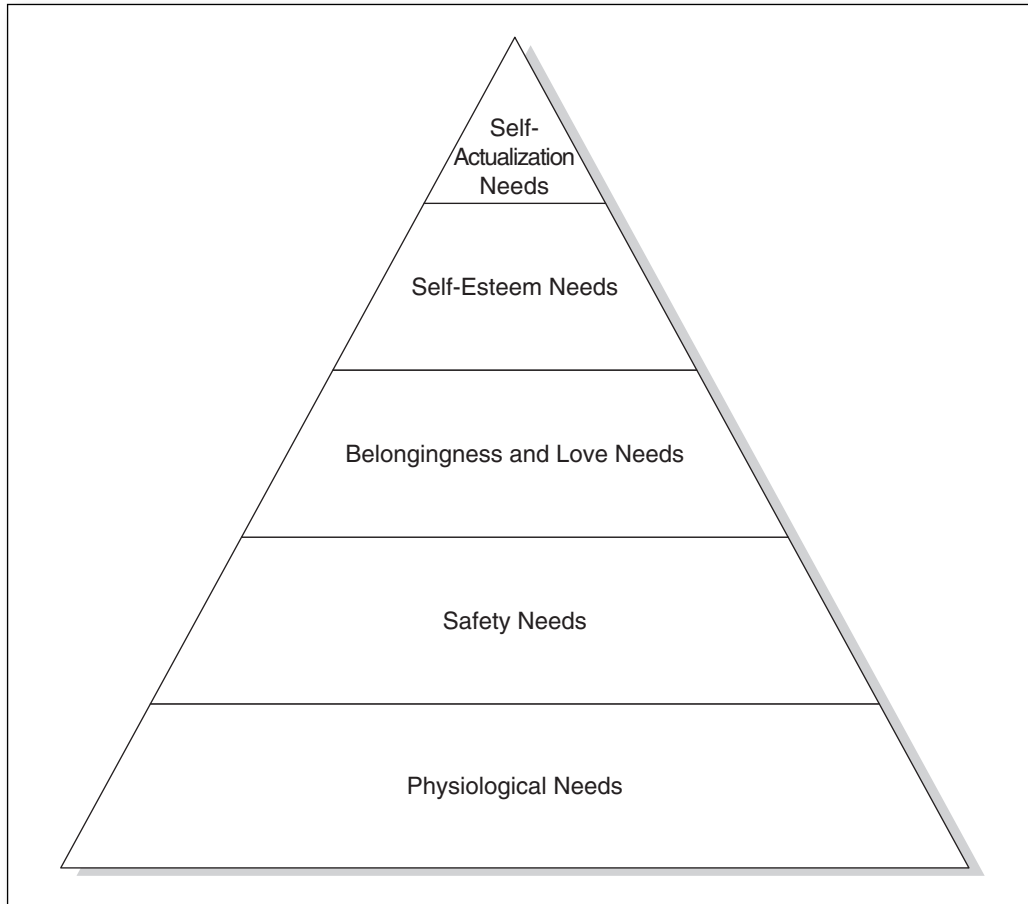 Self-
Actualization
Needs
Self-Esteem Needs
Belongingness and Love Needs
Safety Needs
Physiological Needs